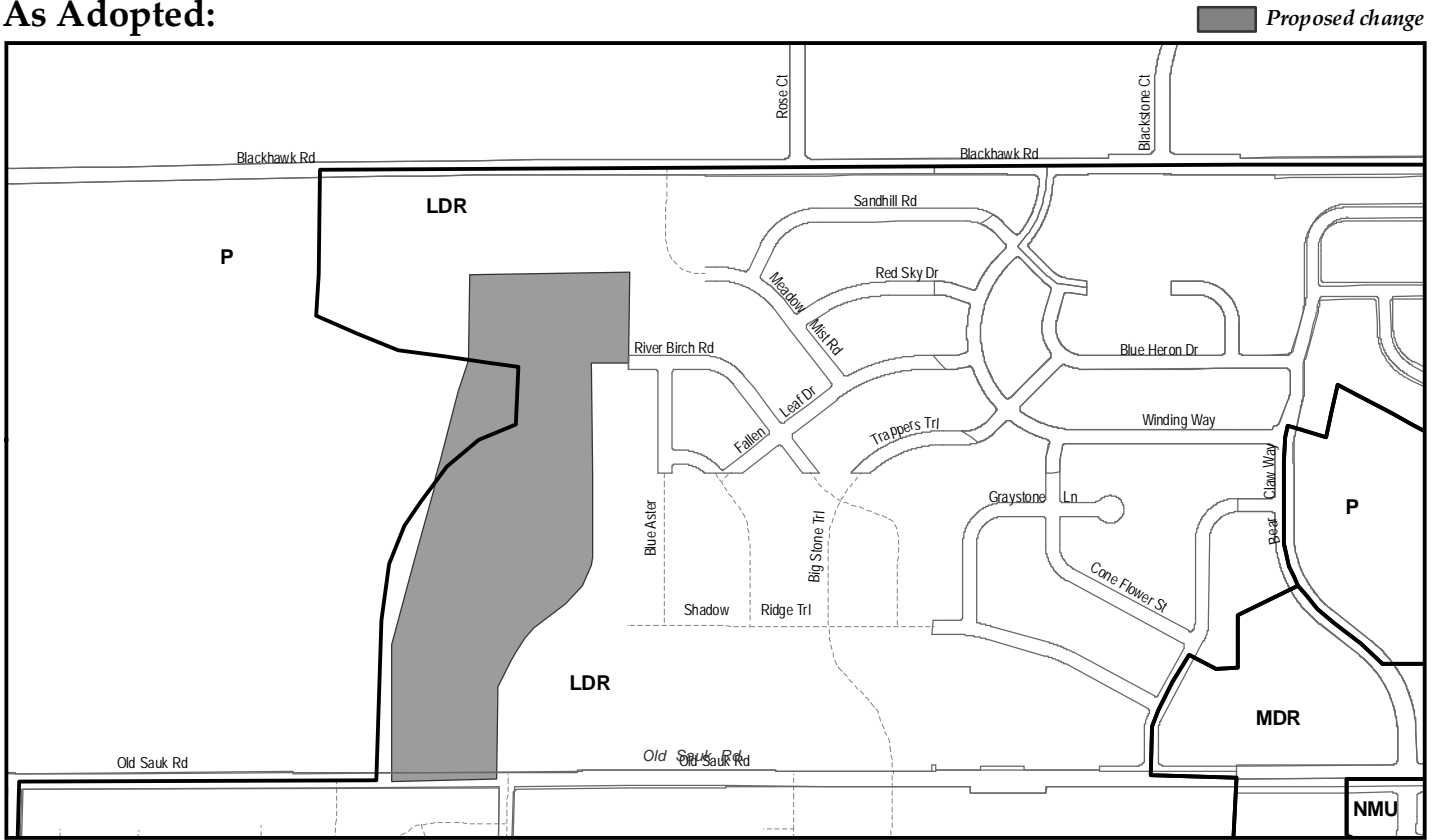 As Adopted:
Proposed change
Rose Ct
Blackstone Ct
Blackhawk Rd
Blackhawk Rd
LDR
Sandhill Rd
P
Red Sky Dr
Meadow
Mist Rd
River Birch Rd
Blue Heron Dr
Leaf Dr
Fallen
Trappers Trl
Winding Way
Claw Way
Bear
Graystone Ln
P
Blue Aster
Big Stone Trl
Cone Flower St
Shadow Ridge Trl
LDR
MDR
Old Sauk Rd
Old Sauk Rd
Old Sauk Rd
NMU